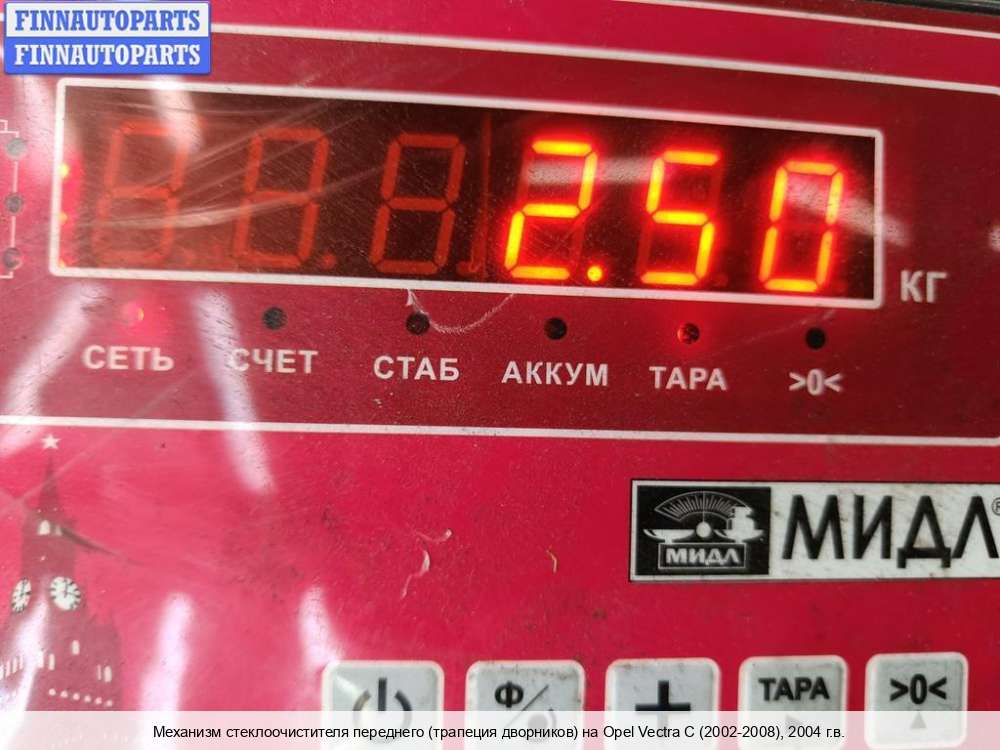 FINNAUTOPARTS
FINNAUTOPARTS
2.50
КГ
СЕТЬ СЧЕТ СТАБ АККУМ ТАРА >0<
МИДЛ МИДЛ®
Ф ТАРА >0<
Механизм стеклоочистителя переднего (трапеция дворников) на Opel Vectra C (2002-2008), 2004 г.в.